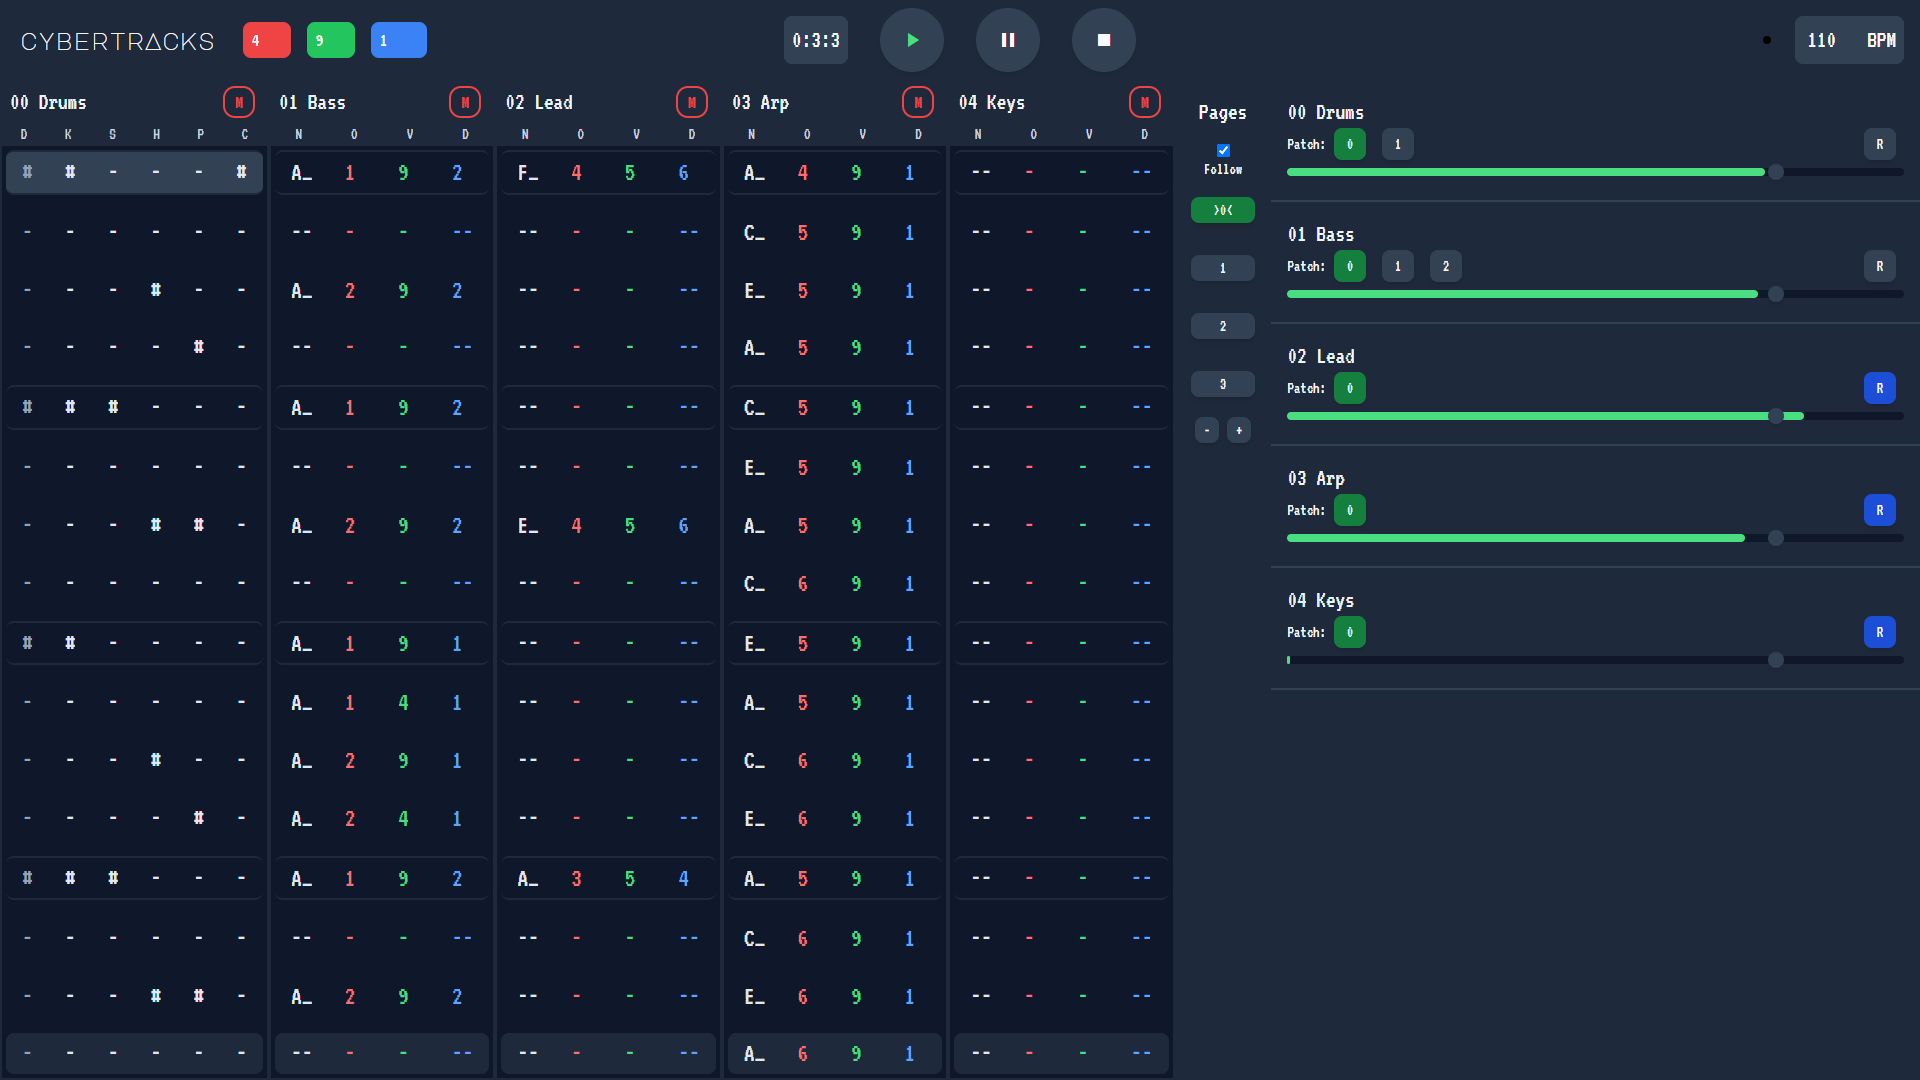 CYBERTRACKS 4 9 1 0:3:3 110 BPM
00 Drums M 01 Bass M 02 Lead M 03 Arp M 04 Keys M
D K S H P C N O V D N O V D N O V D N O V D
# # - - - # A_ 1 9 2 F_ 4 5 6 A_ 4 9 1 -- - - --
- - - - - - -- - - -- -- - - -- C_ 5 9 1 -- - - --
- - - # - - A_ 2 9 2 -- - - -- E_ 5 9 1 -- - - --
- - - - # - -- - - -- -- - - -- A_ 5 9 1 -- - - --
# # # - - - A_ 1 9 2 -- - - -- C_ 5 9 1 -- - - --
- - - - - - -- - - -- -- - - -- E_ 5 9 1 -- - - --
- - - # # - A_ 2 9 2 E_ 4 5 6 A_ 5 9 1 -- - - --
- - - - - - -- - - -- -- - - -- C_ 6 9 1 -- - - --
# # - - - - A_ 1 9 1 -- - - -- E_ 5 9 1 -- - - --
- - - - - - A_ 1 4 1 -- - - -- A_ 5 9 1 -- - - --
- - - # - - A_ 2 9 1 -- - - -- C_ 6 9 1 -- - - --
- - - - # - A_ 2 4 1 -- - - -- E_ 6 9 1 -- - - --
# # # - - - A_ 1 9 2 A_ 3 5 4 A_ 5 9 1 -- - - --
- - - - - - -- - - -- -- - - -- C_ 6 9 1 -- - - --
- - - # # - A_ 2 9 2 -- - - -- E_ 6 9 1 -- - - --
- - - - - - -- - - -- -- - - -- A_ 6 9 1 -- - - --
Pages
Follow
>0<
1
2
3
- +
00 Drums
Patch: 0 1 R
01 Bass
Patch: 0 1 2 R
02 Lead
Patch: 0 R
03 Arp
Patch: 0 R
04 Keys
Patch: 0 R